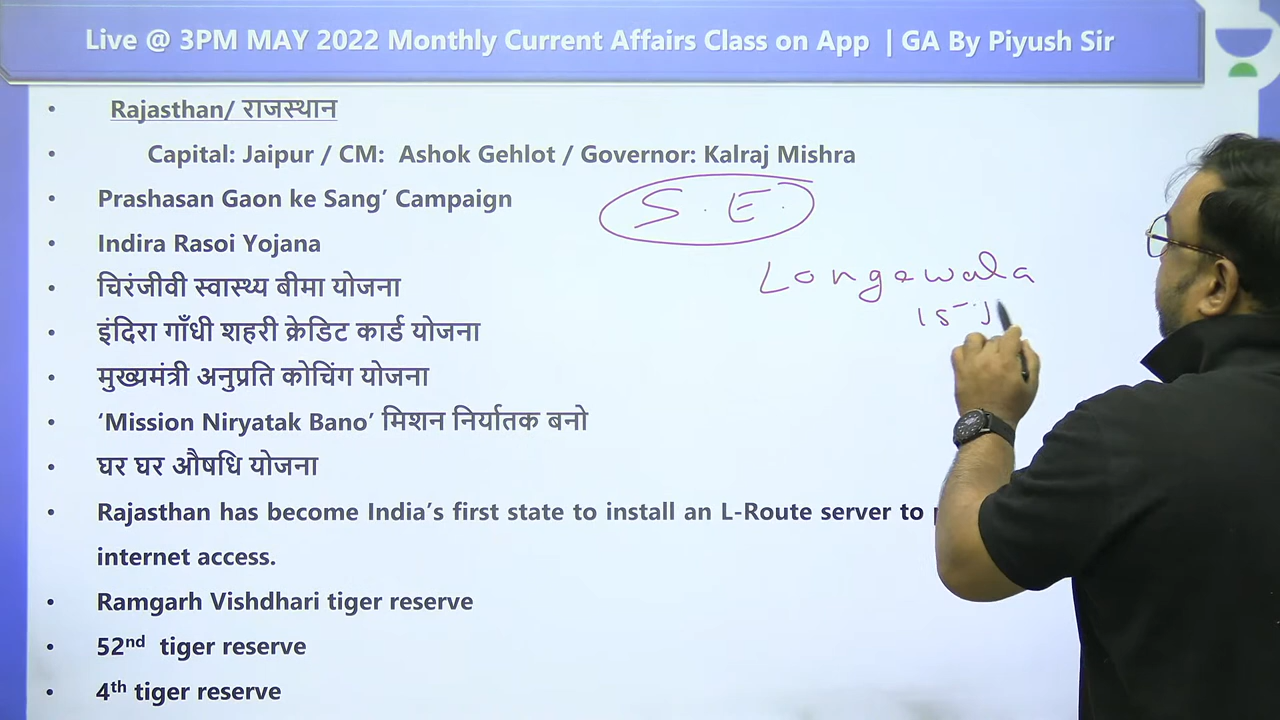 Live @ 3PM MAY 2022 Monthly Current Affairs Class on App | GA By Piyush Sir
• Rajasthan/ राजस्थान
• Capital: Jaipur / CM: Ashok Gehlot / Governor: Kalraj Mishra
• Prashasan Gaon ke Sang’ Campaign
S.E.
• Indira Rasoi Yojana
Longewala
• चिरंजीवी स्वास्थ्य बीमा योजना
15 J
• इंदिरा गाँधी शहरी क्रेडिट कार्ड योजना
• मुख्यमंत्री अनुप्रति कोचिंग योजना
• ‘Mission Niryatak Bano’ मिशन निर्यातक बनो
• घर घर औषधि योजना
• Rajasthan has become India’s first state to install an L-Route server to
internet access.
• Ramgarh Vishdhari tiger reserve
• 52nd tiger reserve
• 4th tiger reserve